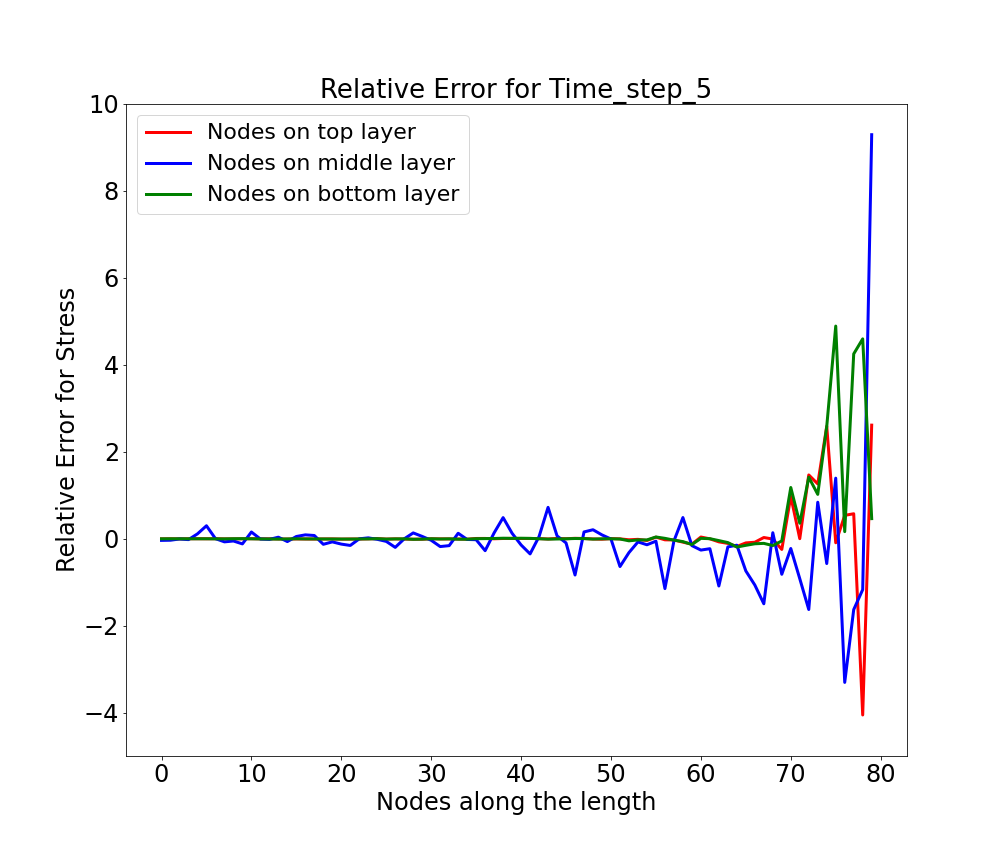 Relative Error for Time_step_5
10
8
6
4
2
0
−2
−4
Relative Error for Stress
Nodes on top layer
Nodes on middle layer
Nodes on bottom layer
0 10 20 30 40 50 60 70 80
Nodes along the length